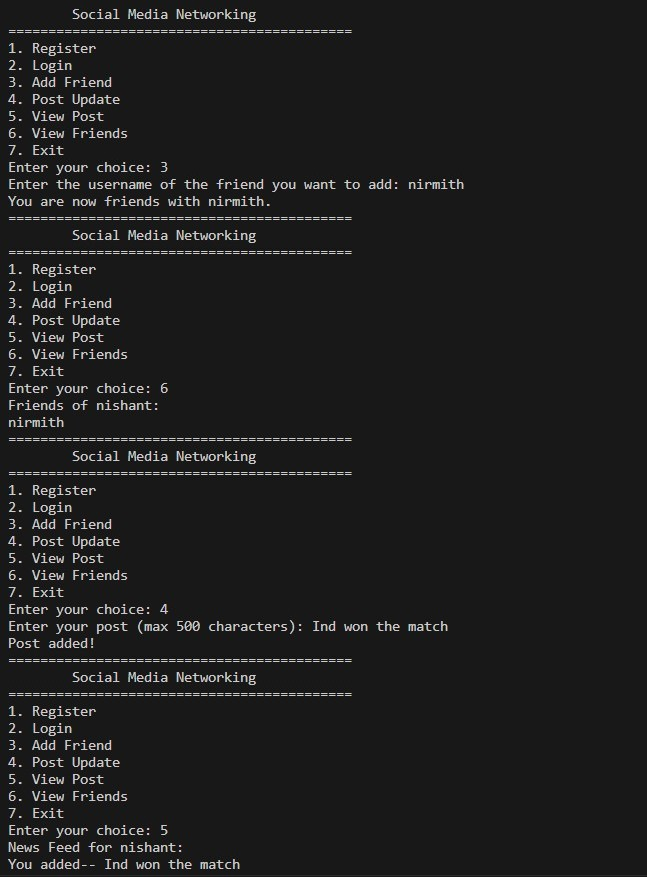 Social Media Networking
===========================================
1. Register
2. Login
3. Add Friend
4. Post Update
5. View Post
6. View Friends
7. Exit
Enter your choice: 3
Enter the username of the friend you want to add: nirmith
You are now friends with nirmith.
===========================================
Social Media Networking
===========================================
1. Register
2. Login
3. Add Friend
4. Post Update
5. View Post
6. View Friends
7. Exit
Enter your choice: 6
Friends of nishant:
nirmith
===========================================
Social Media Networking
===========================================
1. Register
2. Login
3. Add Friend
4. Post Update
5. View Post
6. View Friends
7. Exit
Enter your choice: 4
Enter your post (max 500 characters): Ind won the match
Post added!
===========================================
Social Media Networking
===========================================
1. Register
2. Login
3. Add Friend
4. Post Update
5. View Post
6. View Friends
7. Exit
Enter your choice: 5
News Feed for nishant:
You added-- Ind won the match